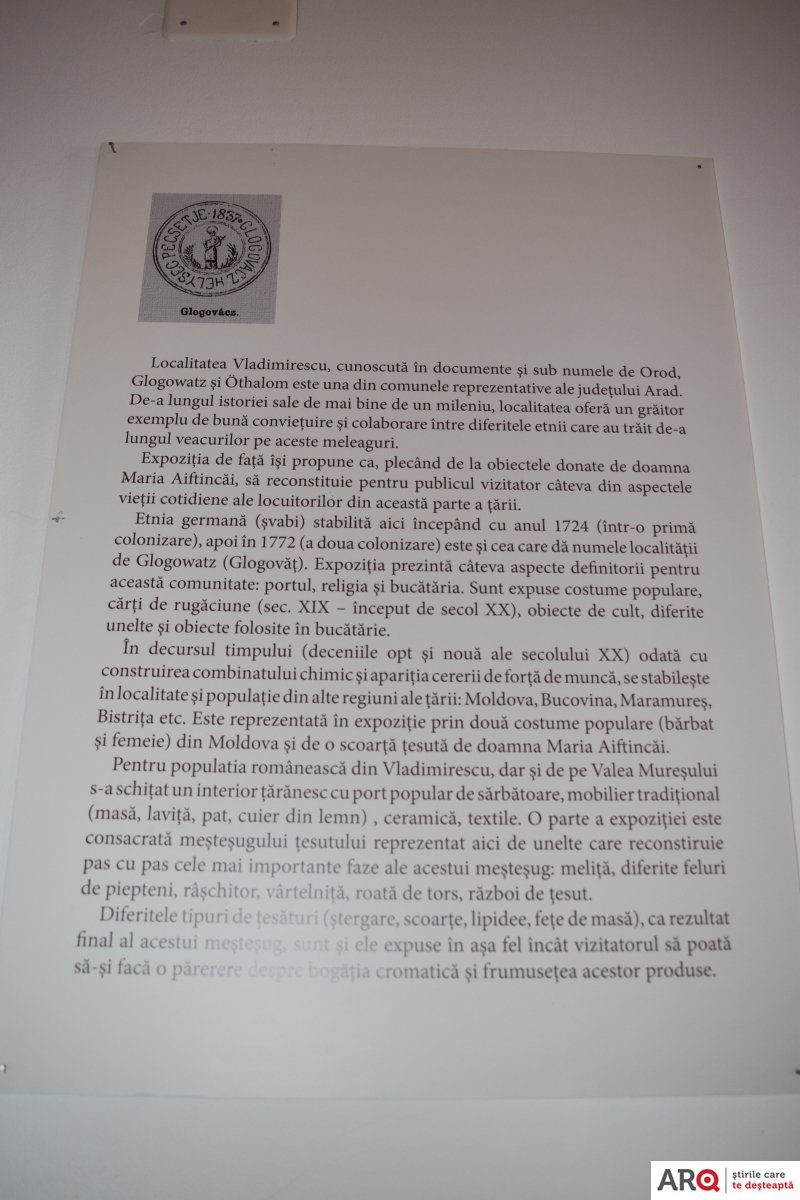 GLOGOVACZ HELYSEG PECSETJE · 1837 ·
Glogovácz.
Localitatea Vladimirescu, cunoscută în documente și sub numele de Orod,
Glogowatz și Öthalom este una din comunele reprezentative ale județului Arad.
De-a lungul istoriei sale de mai bine de un mileniu, localitatea oferă un grăitor
exemplu de bună conviețuire și colaborare între diferitele etnii care au trăit de-a
lungul veacurilor pe aceste meleaguri.
Expoziția de față își propune ca, plecând de la obiectele donate de doamna
Maria Aiftincăi, să reconstituie pentru publicul vizitator câteva din aspectele
vieții cotidiene ale locuitorilor din această parte a țării.
Etnia germană (șvabi) stabilită aici începând cu anul 1724 (într-o primă
colonizare), apoi în 1772 (a doua colonizare) este și cea care dă numele localității
de Glogowatz (Glogovăț). Expoziția prezintă câteva aspecte definitorii pentru
această comunitate: portul, religia și bucătăria. Sunt expuse costume populare,
cărți de rugăciune (sec. XIX – început de secol XX), obiecte de cult, diferite
unelte și obiecte folosite în bucătărie.
În decursul timpului (deceniile opt și nouă ale secolului XX) odată cu
construirea combinatului chimic și apariția cererii de forță de muncă, se stabilește
în localitate și populație din alte regiuni ale țării: Moldova, Bucovina, Maramureș,
Bistrița etc. Este reprezentată în expoziție prin două costume populare (bărbat
și femeie) din Moldova și de o scoarță țesută de doamna Maria Aiftincăi.
Pentru populatia românească din Vladimirescu, dar și de pe Valea Mureșului
s-a schițat un interior țărănesc cu port popular de sărbătoare, mobilier tradițional
(masă, laviță, pat, cuier din lemn) , ceramică, textile. O parte a expoziției este
consacrată meșteșugului țesutului reprezentat aici de unelte care reconstiruie
pas cu pas cele mai importante faze ale acestui meșteșug: meliță, diferite feluri
de piepteni, râșchitor, vârtelniță, roată de tors, război de țesut.
Diferitele tipuri de țesături (ștergare, scoarțe, lipidee, fețe de masă), ca rezultat
final al acestui meșteșug, sunt și ele expuse în așa fel încât vizitatorul să poată
să-și facă o părerere despre bogăția cromatică și frumusețea acestor produse.
ARQ știrile care
te deșteaptă